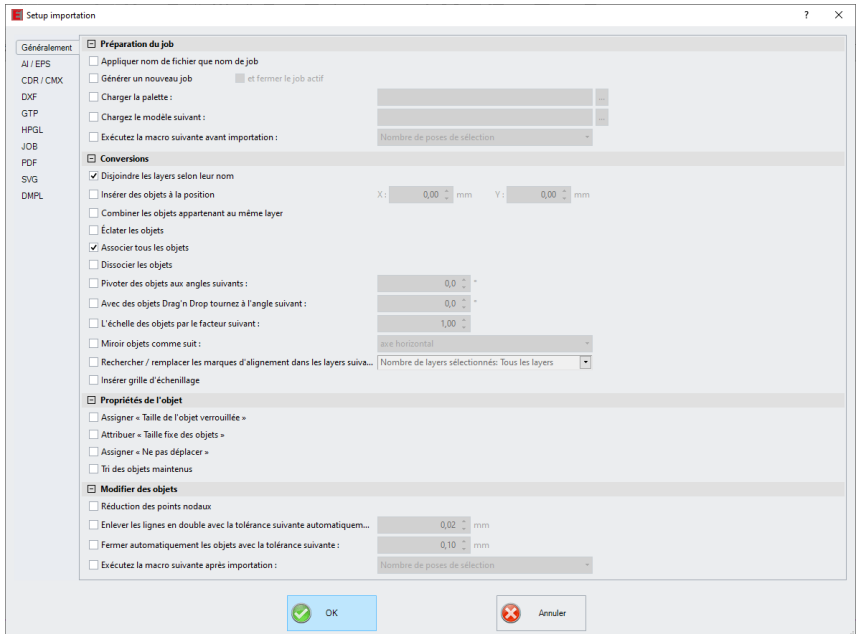 Setup importation
Généralement
AI / EPS
CDR / CMX
DXF
GTP
HPGL
JOB
PDF
SVG
DMPL
Préparation du job
Appliquer nom de fichier que nom de job
Générer un nouveau job et fermer le job actif
Charger la palette : ...
Chargez le modèle suivant : ...
Exécutez la macro suivante avant importation : Nombre de poses de sélection
Conversions
Disjoindre les layers selon leur nom
Insérer des objets à la position X : 0,00 mm Y : 0,00 mm
Combiner les objets appartenant au même layer
Éclater les objets
Associer tous les objets
Dissocier les objets
Pivoter des objets aux angles suivants : 0,0 °
Avec des objets Drag'n Drop tournez à l'angle suivant : 0,0 °
L'échelle des objets par le facteur suivant : 1,00
Miroir objets comme suit : axe horizontal
Rechercher / remplacer les marques d'alignement dans les layers suiva... Nombre de layers sélectionnés: Tous les layers
Insérer grille d'échenillage
Propriétés de l'objet
Assigner « Taille de l'objet verrouillée »
Attribuer « Taille fixe des objets »
Assigner « Ne pas déplacer »
Tri des objets maintenus
Modifier des objets
Réduction des points nodaux
Enlever les lignes en double avec la tolérance suivante automatiquem... 0,02 mm
Fermer automatiquement les objets avec la tolérance suivante : 0,10 mm
Exécutez la macro suivante après importation : Nombre de poses de sélection
OK
Annuler